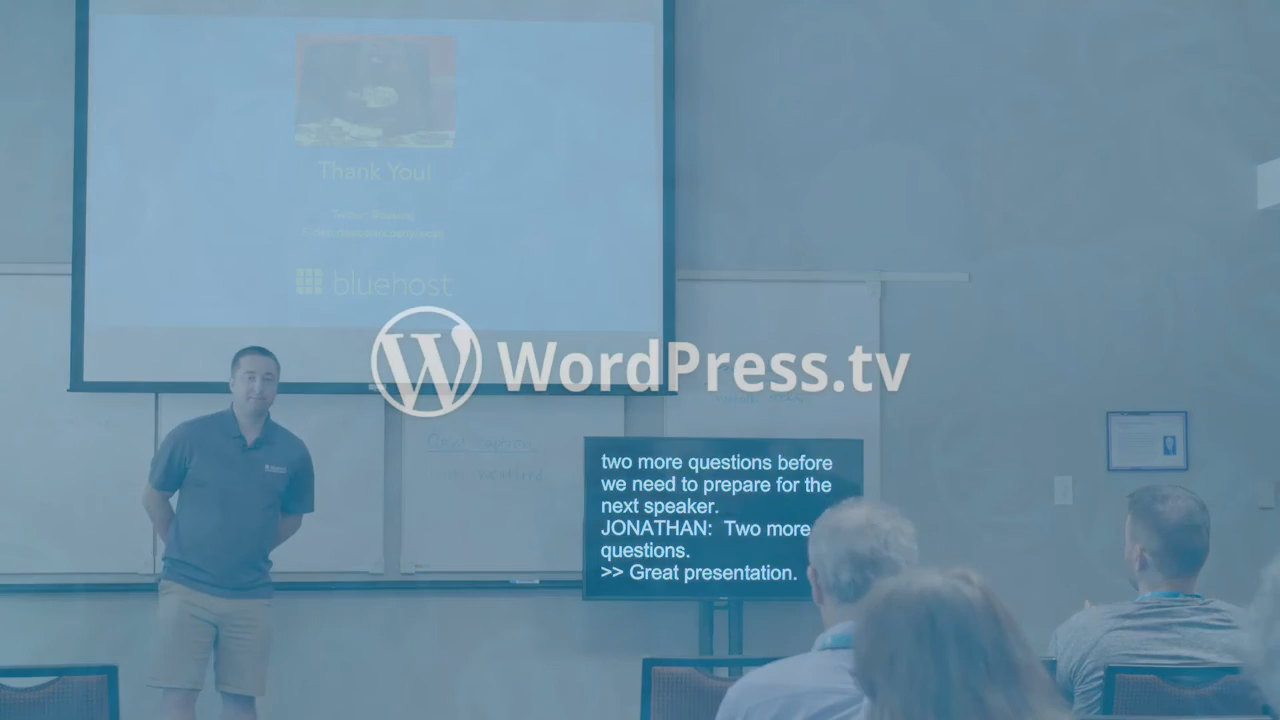 Thank You!
bluehost
WordPress.tv
two more questions before
we need to prepare for the
next speaker.
JONATHAN:  Two more
questions.
>> Great presentation.